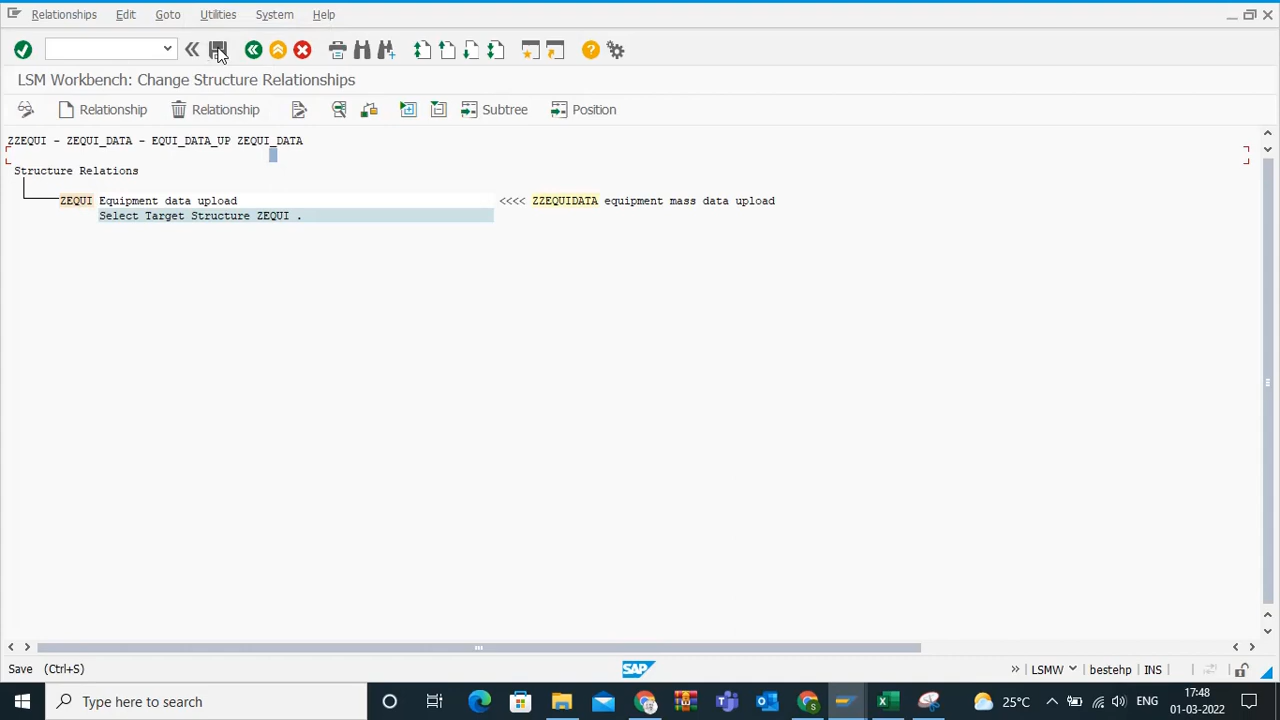 Relationships Edit Goto Utilities System Help
LSM Workbench: Change Structure Relationships
Relationship Relationship Subtree Position
ZZEQUI - ZEQUI_DATA - EQUI_DATA_UP ZEQUI_DATA
Structure Relations
ZEQUI Equipment data upload <<<< ZZEQUIDATA equipment mass data upload
Select Target Structure ZEQUI .
Save (Ctrl+S) SAP » LSMW bestehp INS
Type here to search 25°C ENG 17:48
01-03-2022